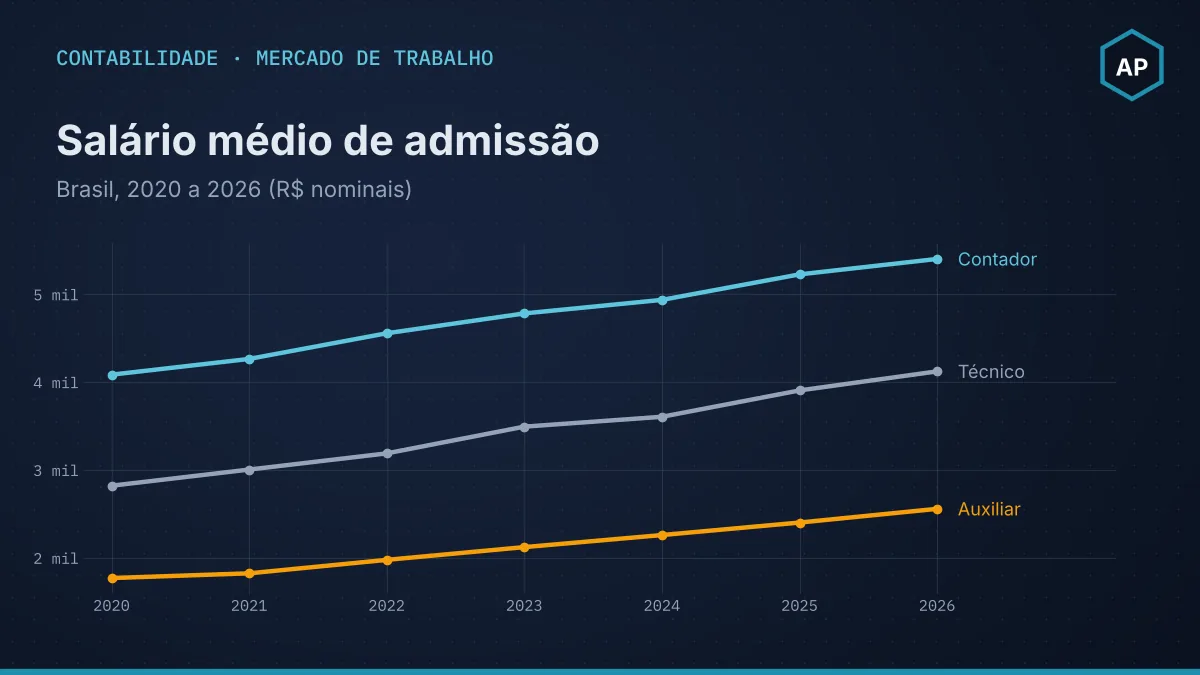 CONTABILIDADE · MERCADO DE TRABALHO
AP
Salário médio de admissão
Brasil, 2020 a 2026 (R$ nominais)
Contador
5 mil
Técnico
4 mil
3 mil
Auxiliar
2 mil
2020 2021 2022 2023 2024 2025 2026